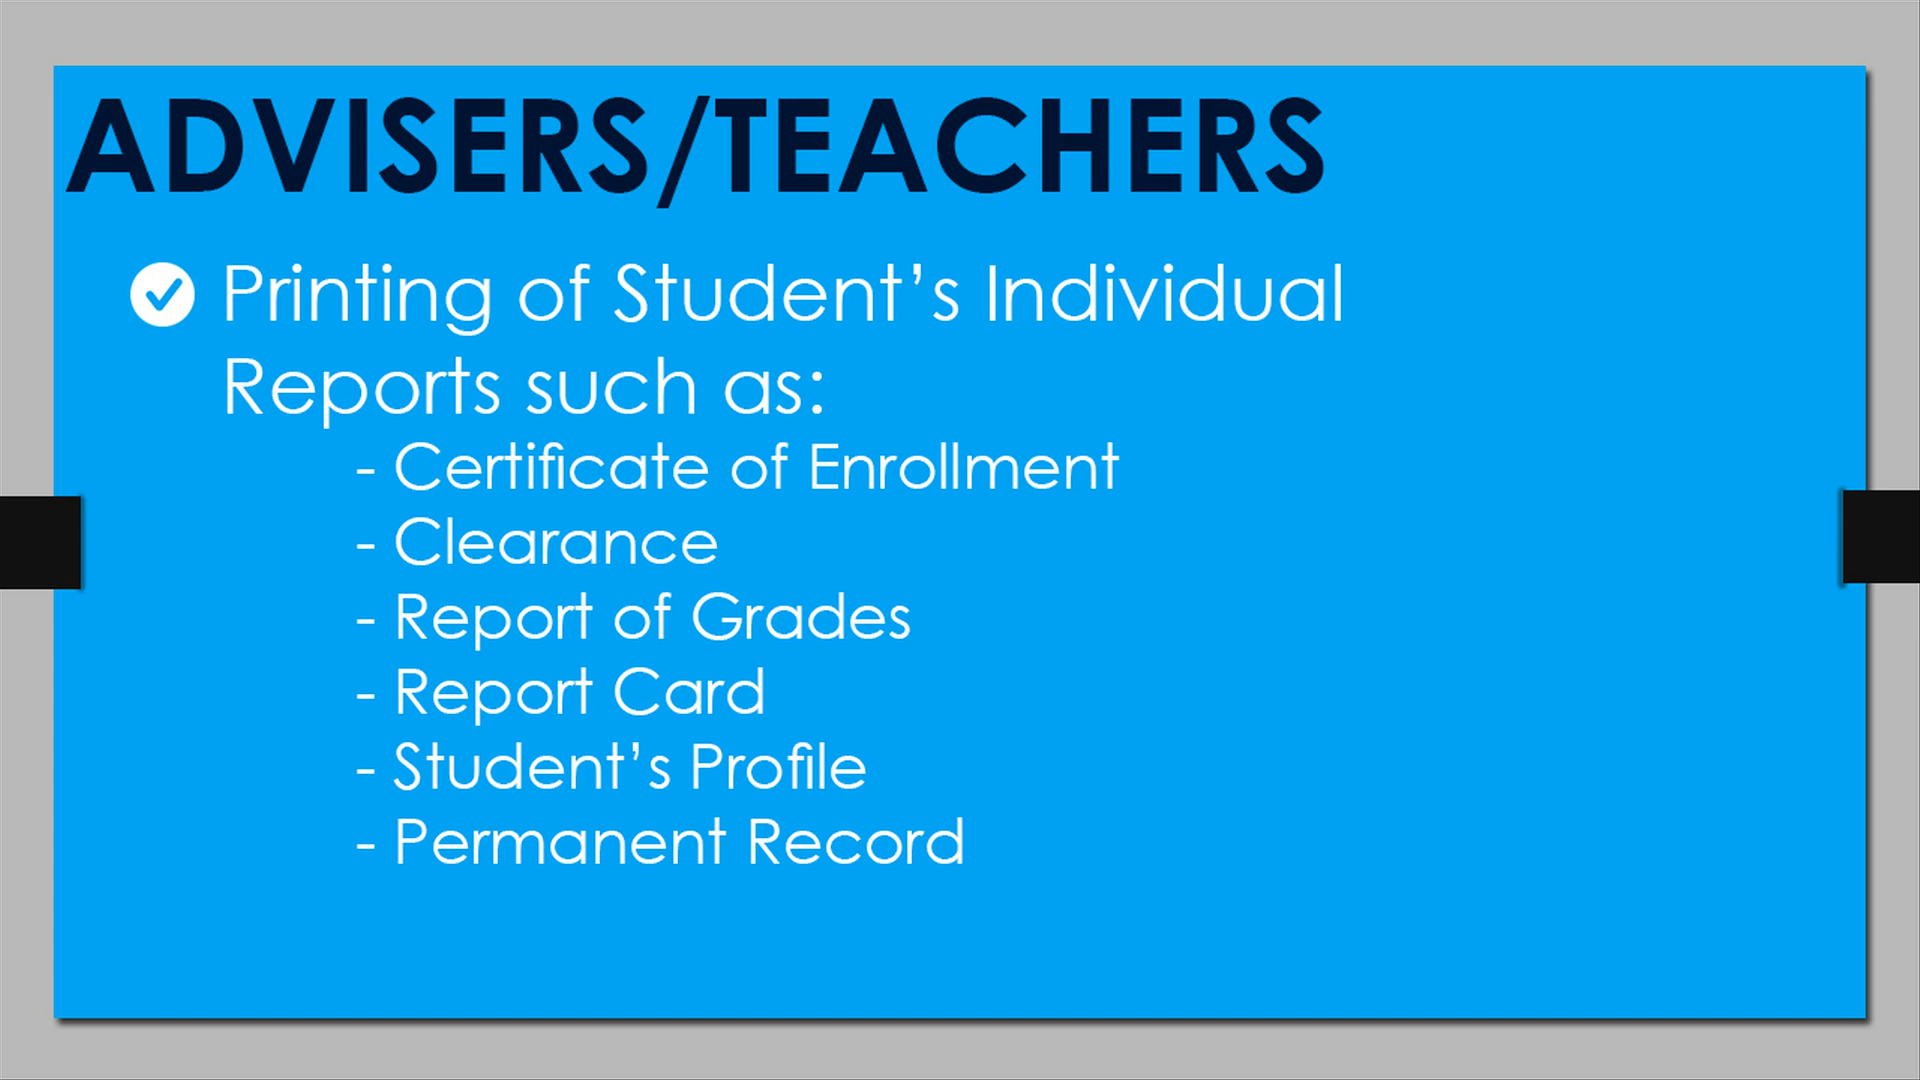 ADVISERS/TEACHERS
Printing of Student’s Individual
Reports such as:
- Certificate of Enrollment
- Clearance
- Report of Grades
- Report Card
- Student’s Profile
- Permanent Record